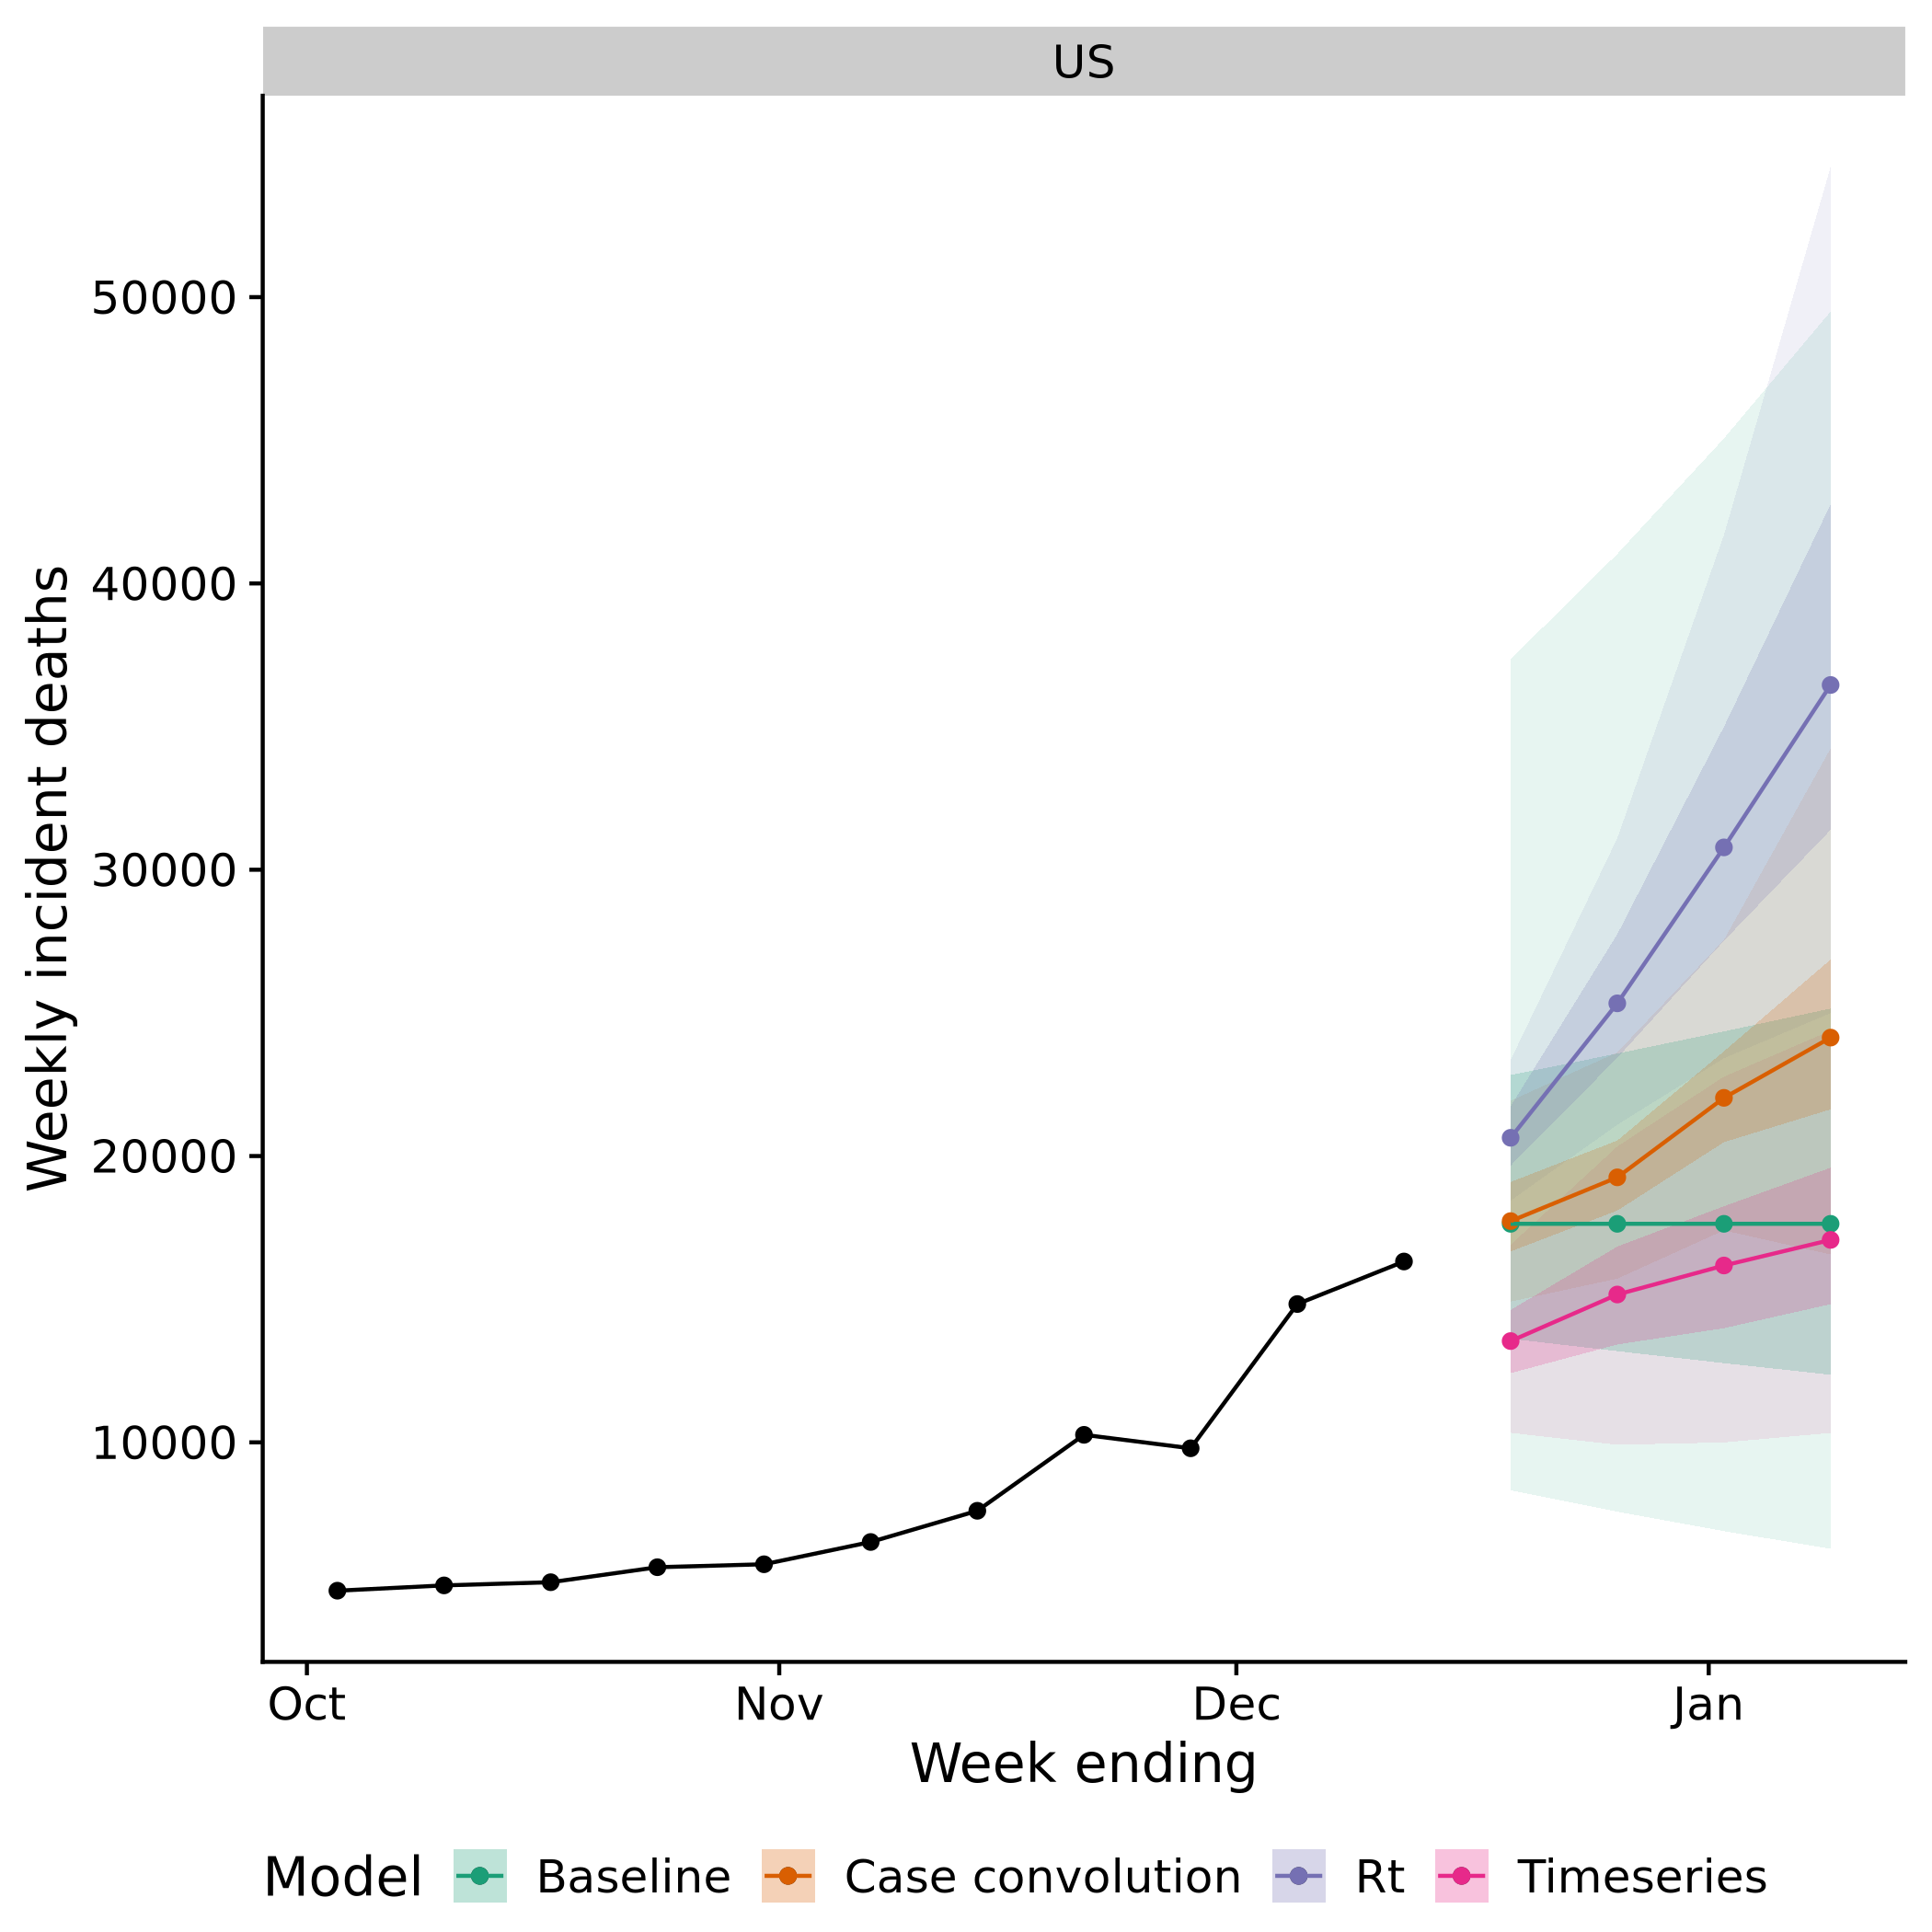 US
Weekly incident deaths
50000
40000
30000
20000
10000
Oct Nov Dec Jan
Week ending
Model Baseline Case convolution Rt Timeseries